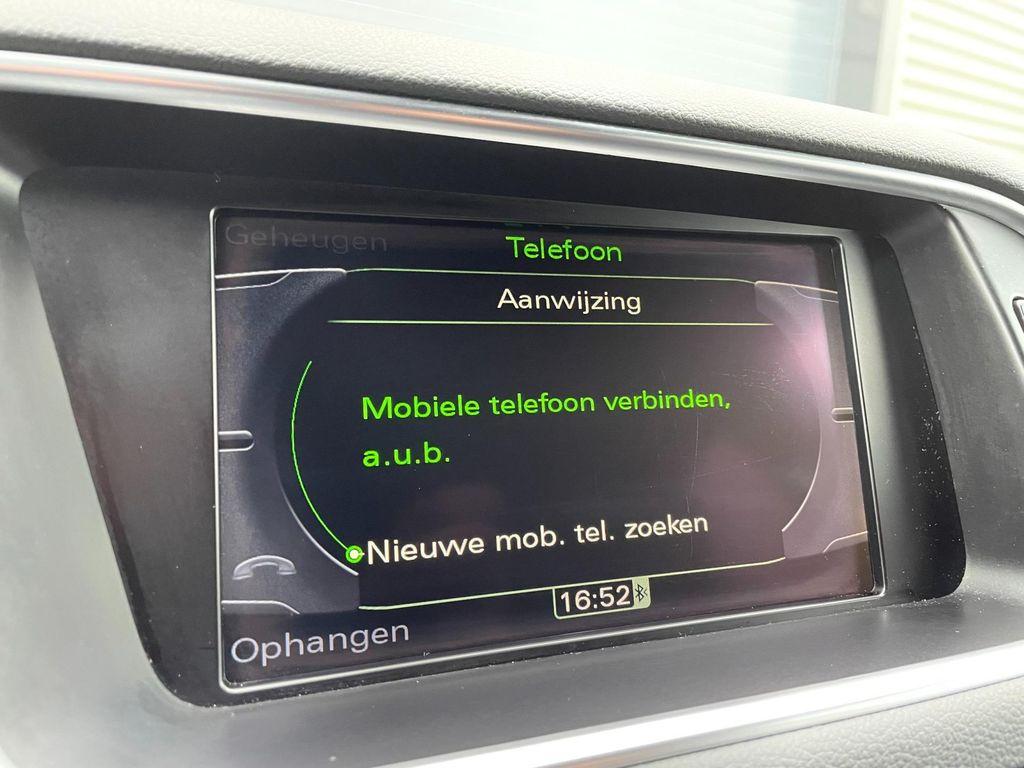 Geheugen
Telefoon
Aanwijzing
Mobiele telefoon verbinden,
a.u.b.
Nieuwe mob. tel. zoeken
16:52
Ophangen